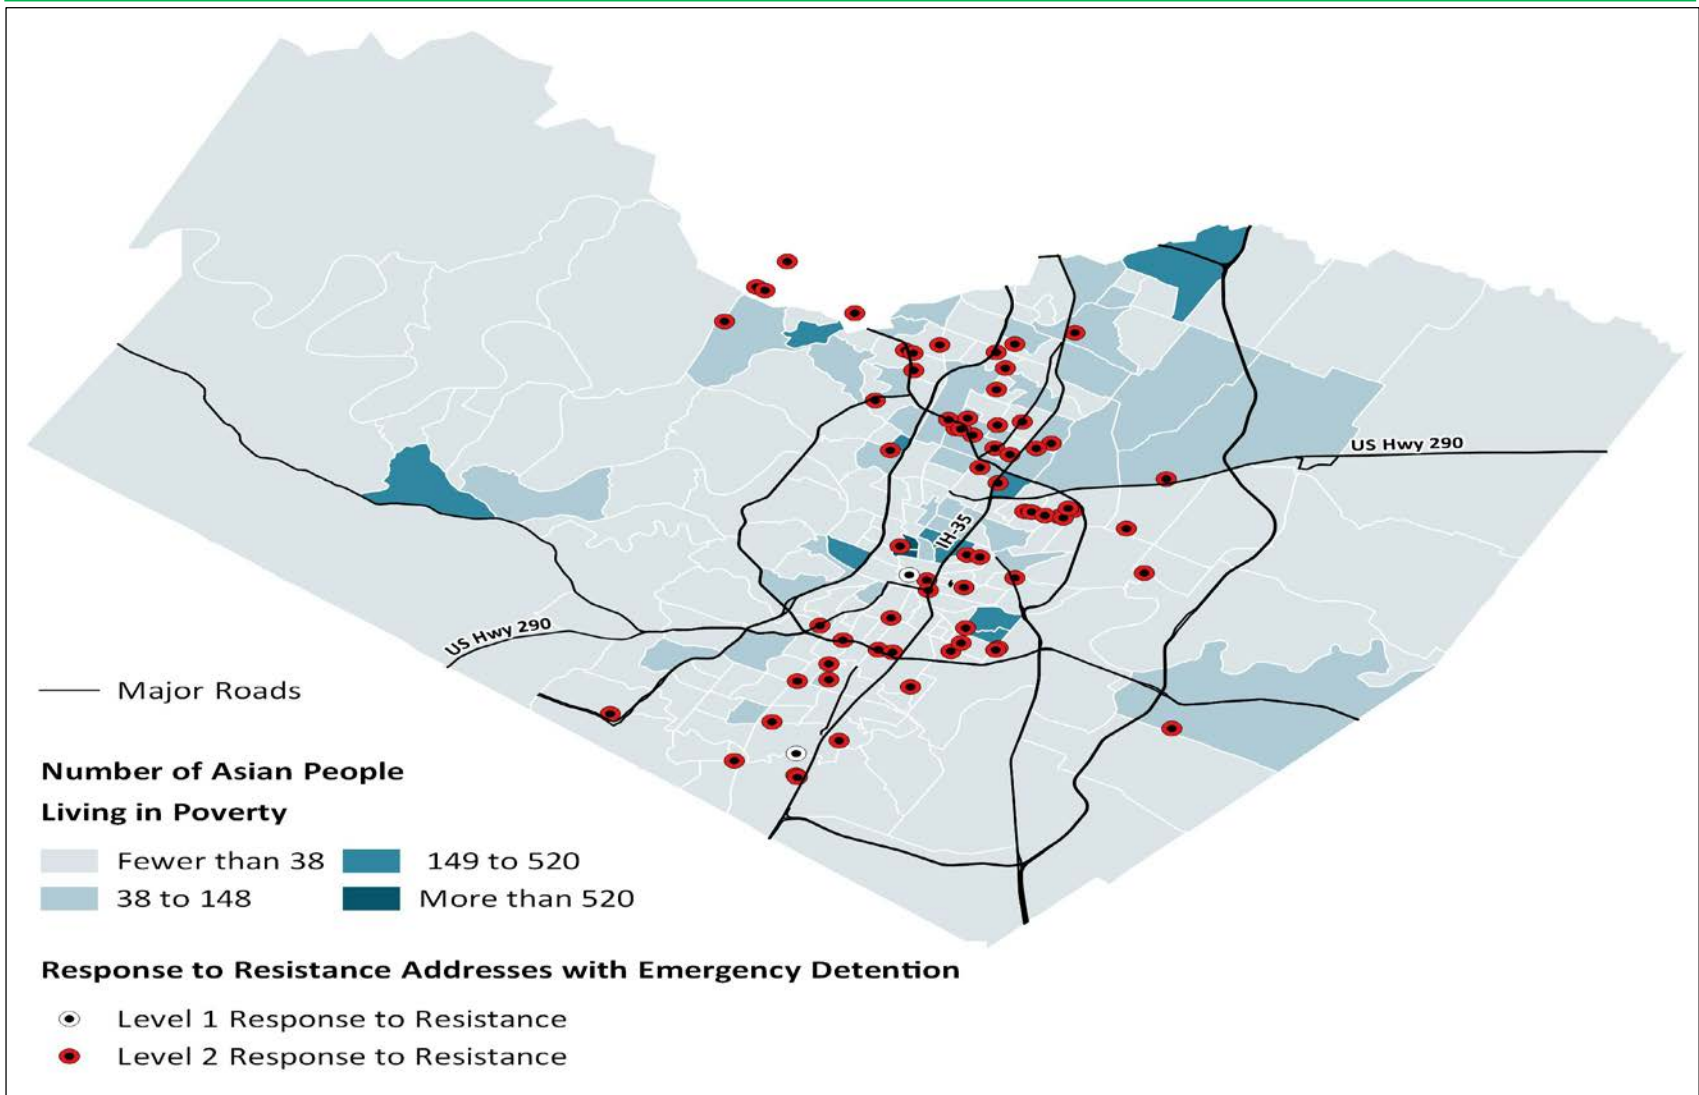 US Hwy 290
IH-35
US Hwy 290
Major Roads
Number of Asian People
Living in Poverty
Fewer than 38
149 to 520
38 to 148
More than 520
Response to Resistance Addresses with Emergency Detention
Level 1 Response to Resistance
Level 2 Response to Resistance